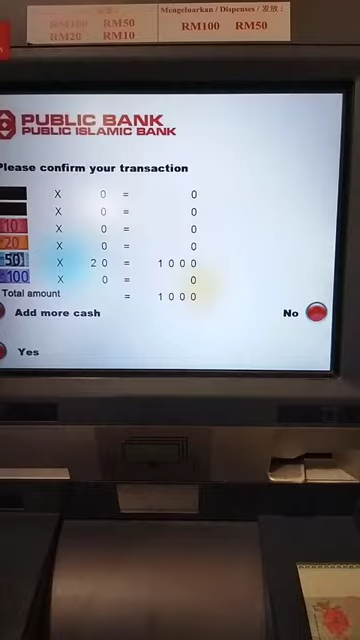 Mengeluarkan / Dispenses / 发放 :
RM100 RM50
RM100 RM50
RM20 RM10
PUBLIC BANK
PUBLIC ISLAMIC BANK
Please confirm your transaction
X 0 = 0
X 0 = 0
10 X 0 = 0
20 X 0 = 0
50 X 20 = 1000
100 X 0 = 0
Total amount = 1000
Add more cash
No
Yes